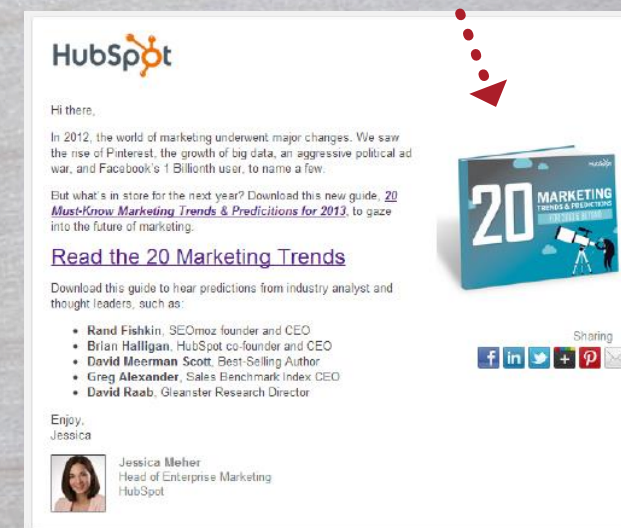 HubSpot
Hi there,
In 2012, the world of marketing underwent major changes. We saw
the rise of Pinterest, the growth of big data, an aggressive political ad
war, and Facebook's 1 Billionth user, to name a few.
But what's in store for the next year? Download this new guide, 20
Must-Know Marketing Trends & Predicitions for 2013, to gaze
into the future of marketing.
Read the 20 Marketing Trends
Download this guide to hear predictions from industry analyst and
thought leaders, such as:
• Rand Fishkin, SEOmoz founder and CEO
• Brian Halligan, HubSpot co-founder and CEO
• David Meerman Scott, Best-Selling Author
• Greg Alexander, Sales Benchmark Index CEO
• David Raab, Gleanster Research Director
Enjoy,
Jessica
Jessica Meher
Head of Enterprise Marketing
HubSpot
HubSpot
20 MARKETING
TRENDS & PREDICTIONS
FOR 2013 & BEYOND
Sharing